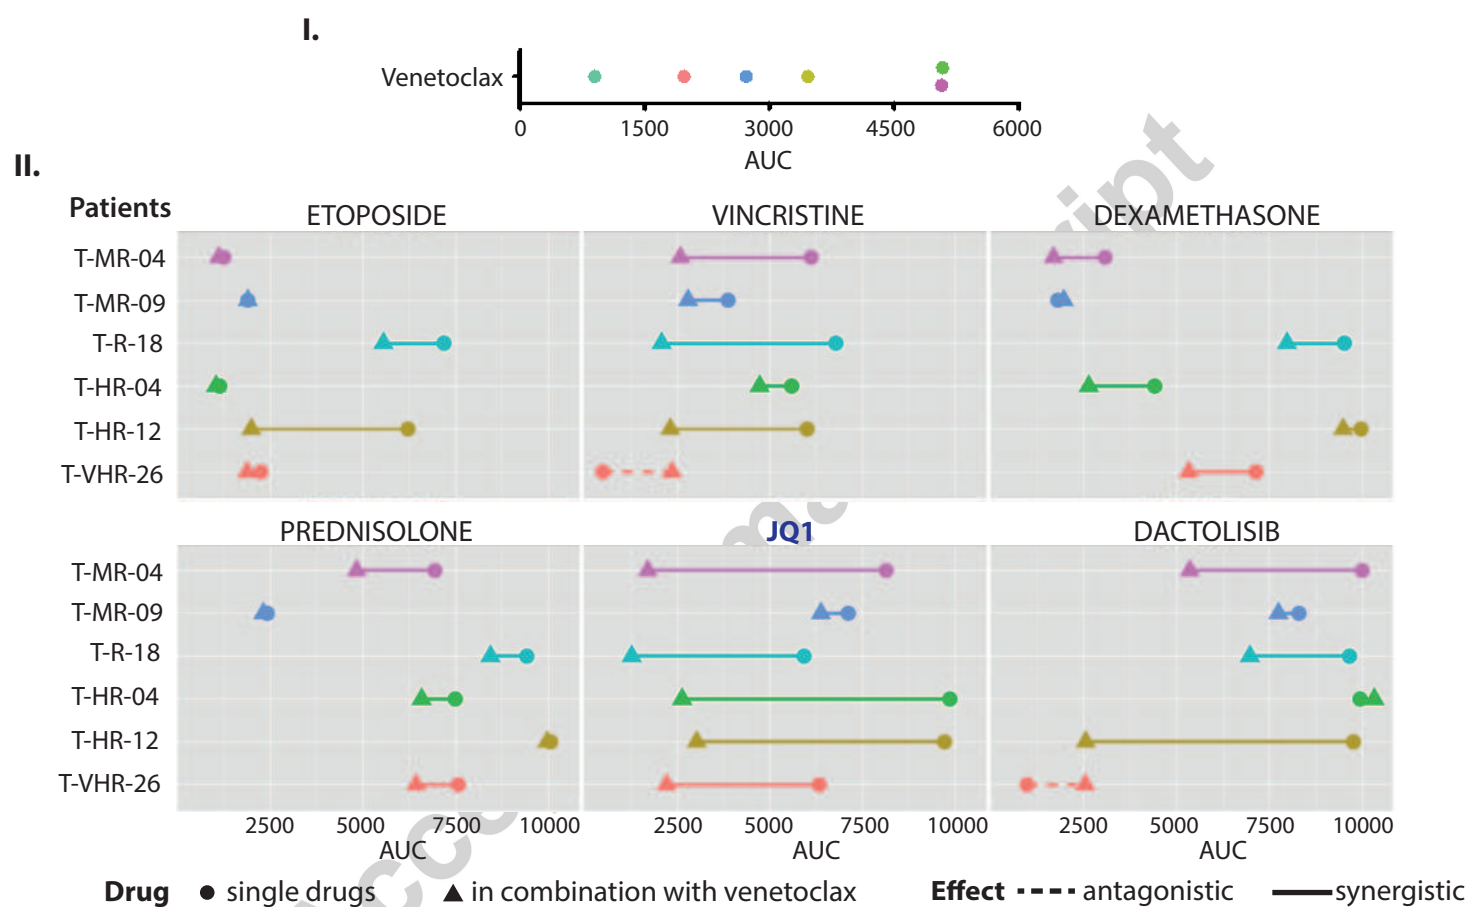 I.
Venetoclax
0 1500 3000 4500 6000
AUC
II.
Patients
ETOPOSIDE VINCRISTINE DEXAMETHASONE
T-MR-04
T-MR-09
T-R-18
T-HR-04
T-HR-12
T-VHR-26
PREDNISOLONE JQ1 DACTOLISIB
T-MR-04
T-MR-09
T-R-18
T-HR-04
T-HR-12
T-VHR-26
2500 5000 7500 10000 2500 5000 7500 10000 2500 5000 7500 10000
AUC AUC AUC
Drug single drugs in combination with venetoclax Effect antagonistic synergistic